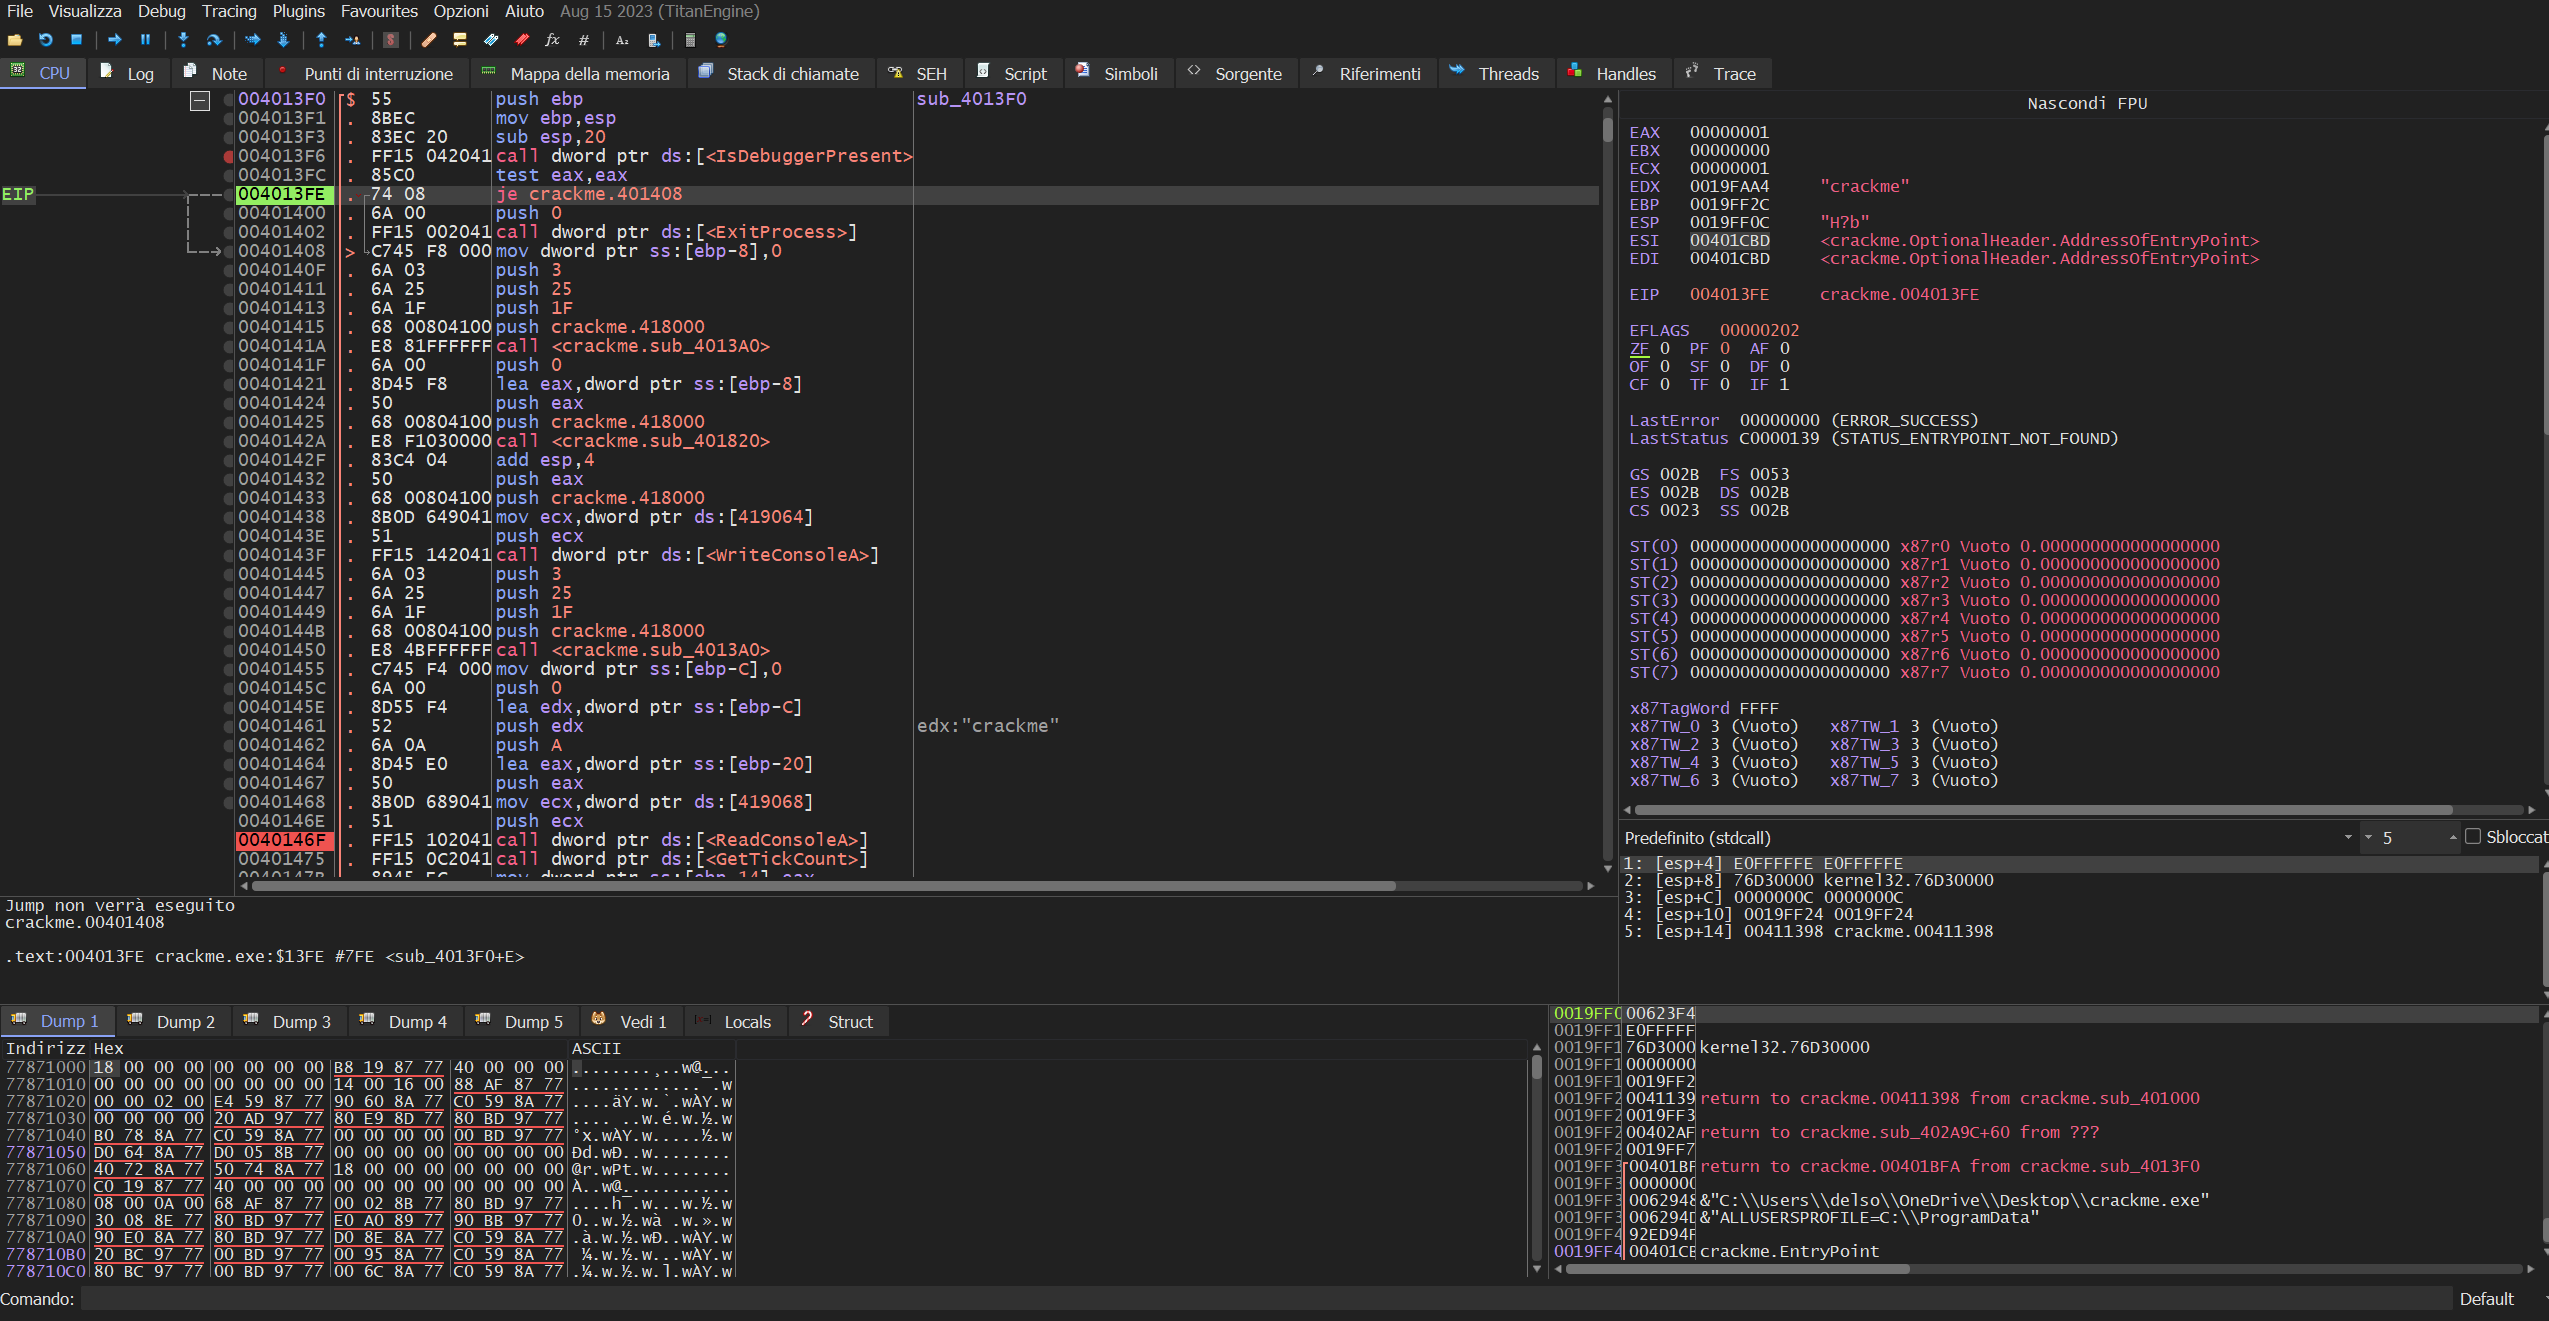 File Visualizza Debug Tracing Plugins Favourites Opzioni Aiuto Aug 15 2023 (TitanEngine)
CPU Log Note Punti di interruzione Mappa della memoria Stack di chiamate SEH Script Simboli Sorgente Riferimenti Threads Handles Trace
EIP
004013F0 $ 55 push ebp sub_4013F0
004013F1 . 8BEC mov ebp,esp
004013F3 . 83EC 20 sub esp,20
004013F6 . FF15 042041 call dword ptr ds:[<IsDebuggerPresent>
004013FC . 85C0 test eax,eax
004013FE . 74 08 je crackme.401408
00401400 . 6A 00 push 0
00401402 . FF15 002041 call dword ptr ds:[<ExitProcess>]
00401408 > C745 F8 000 mov dword ptr ss:[ebp-8],0
0040140F . 6A 03 push 3
00401411 . 6A 25 push 25
00401413 . 6A 1F push 1F
00401415 . 68 00804100 push crackme.418000
0040141A . E8 81FFFFFF call <crackme.sub_4013A0>
0040141F . 6A 00 push 0
00401421 . 8D45 F8 lea eax,dword ptr ss:[ebp-8]
00401424 . 50 push eax
00401425 . 68 00804100 push crackme.418000
0040142A . E8 F1030000 call <crackme.sub_401820>
0040142F . 83C4 04 add esp,4
00401432 . 50 push eax
00401433 . 68 00804100 push crackme.418000
00401438 . 8B0D 649041 mov ecx,dword ptr ds:[419064]
0040143E . 51 push ecx
0040143F . FF15 142041 call dword ptr ds:[<WriteConsoleA>]
00401445 . 6A 03 push 3
00401447 . 6A 25 push 25
00401449 . 6A 1F push 1F
0040144B . 68 00804100 push crackme.418000
00401450 . E8 4BFFFFFF call <crackme.sub_4013A0>
00401455 . C745 F4 000 mov dword ptr ss:[ebp-C],0
0040145C . 6A 00 push 0
0040145E . 8D55 F4 lea edx,dword ptr ss:[ebp-C]
00401461 . 52 push edx edx:"crackme"
00401462 . 6A 0A push A
00401464 . 8D45 E0 lea eax,dword ptr ss:[ebp-20]
00401467 . 50 push eax
00401468 . 8B0D 689041 mov ecx,dword ptr ds:[419068]
0040146E . 51 push ecx
0040146F . FF15 102041 call dword ptr ds:[<ReadConsoleA>]
00401475 . FF15 0C2041 call dword ptr ds:[<GetTickCount>]
Nascondi FPU
EAX 00000001
EBX 00000000
ECX 00000001
EDX 0019FAA4 "crackme"
EBP 0019FF2C
ESP 0019FF0C "H?b"
ESI 00401CBD <crackme.OptionalHeader.AddressOfEntryPoint>
EDI 00401CBD <crackme.OptionalHeader.AddressOfEntryPoint>
EIP 004013FE crackme.004013FE
EFLAGS 00000202
ZF 0 PF 0 AF 0
OF 0 SF 0 DF 0
CF 0 TF 0 IF 1
LastError 00000000 (ERROR_SUCCESS)
LastStatus C0000139 (STATUS_ENTRYPOINT_NOT_FOUND)
GS 002B FS 0053
ES 002B DS 002B
CS 0023 SS 002B
ST(0) 00000000000000000000 x87r0 Vuoto 0.000000000000000000
ST(1) 00000000000000000000 x87r1 Vuoto 0.000000000000000000
ST(2) 00000000000000000000 x87r2 Vuoto 0.000000000000000000
ST(3) 00000000000000000000 x87r3 Vuoto 0.000000000000000000
ST(4) 00000000000000000000 x87r4 Vuoto 0.000000000000000000
ST(5) 00000000000000000000 x87r5 Vuoto 0.000000000000000000
ST(6) 00000000000000000000 x87r6 Vuoto 0.000000000000000000
ST(7) 00000000000000000000 x87r7 Vuoto 0.000000000000000000
x87TagWord FFFF
x87TW_0 3 (Vuoto) x87TW_1 3 (Vuoto)
x87TW_2 3 (Vuoto) x87TW_3 3 (Vuoto)
x87TW_4 3 (Vuoto) x87TW_5 3 (Vuoto)
x87TW_6 3 (Vuoto) x87TW_7 3 (Vuoto)
Predefinito (stdcall) 5 Sbloccat
1: [esp+4] E0FFFFFE E0FFFFFE
2: [esp+8] 76D30000 kernel32.76D30000
3: [esp+C] 0000000C 0000000C
4: [esp+10] 0019FF24 0019FF24
5: [esp+14] 00411398 crackme.00411398
Jump non verrà eseguito
crackme.00401408
.text:004013FE crackme.exe:$13FE #7FE <sub_4013F0+E>
Dump 1 Dump 2 Dump 3 Dump 4 Dump 5 Vedi 1 Locals Struct
Indirizz Hex ASCII
77871000 18 00 00 00 00 00 00 00 B8 19 87 77 40 00 00 00 ........¸..w@...
77871010 00 00 00 00 00 00 00 00 14 00 16 00 88 AF 87 77 .............¯.w
77871020 00 00 02 00 E4 59 87 77 90 60 8A 77 C0 59 8A 77 ....äY.w.`.wÀY.w
77871030 00 00 00 00 20 AD 97 77 80 E9 8D 77 80 BD 97 77 .... ..w.é.w.½.w
77871040 B0 78 8A 77 C0 59 8A 77 00 00 00 00 00 BD 97 77 °x.wÀY.w.....½.w
77871050 D0 64 8A 77 D0 05 8B 77 00 00 00 00 00 00 00 00 Ðd.wÐ..w........
77871060 40 72 8A 77 50 74 8A 77 18 00 00 00 00 00 00 00 @r.wPt.w........
77871070 C0 19 87 77 40 00 00 00 00 00 00 00 00 00 00 00 À..w@...........
77871080 08 00 0A 00 68 AF 87 77 00 02 8B 77 80 BD 97 77 ....h¯.w...w.½.w
77871090 30 08 8E 77 80 BD 97 77 E0 A0 89 77 90 BB 97 77 0..w.½.wà .w.».w
778710A0 90 E0 8A 77 80 BD 97 77 D0 8E 8A 77 C0 59 8A 77 .à.w.½.wÐ..wÀY.w
778710B0 20 BC 97 77 00 BD 97 77 00 95 8A 77 C0 59 8A 77 ¼.w.½.w...wÀY.w
778710C0 80 BC 97 77 00 BD 97 77 00 6C 8A 77 C0 59 8A 77 .¼.w.½.w.l.wÀY.w
0019FF0 00623F4
0019FF1 E0FFFFF
0019FF1 76D3000 kernel32.76D30000
0019FF1 0000000
0019FF1 0019FF2
0019FF2 0041139 return to crackme.00411398 from crackme.sub_401000
0019FF2 0019FF3
0019FF2 00402AF return to crackme.sub_402A9C+60 from ???
0019FF2 0019FF7
0019FF3 00401BF return to crackme.00401BFA from crackme.sub_4013F0
0019FF3 0000000
0019FF3 0062948 &"C:\\Users\\delso\\OneDrive\\Desktop\\crackme.exe"
0019FF3 006294D &"ALLUSERSPROFILE=C:\\ProgramData"
0019FF4 92ED94F
0019FF4 00401CB crackme.EntryPoint
Comando: Default